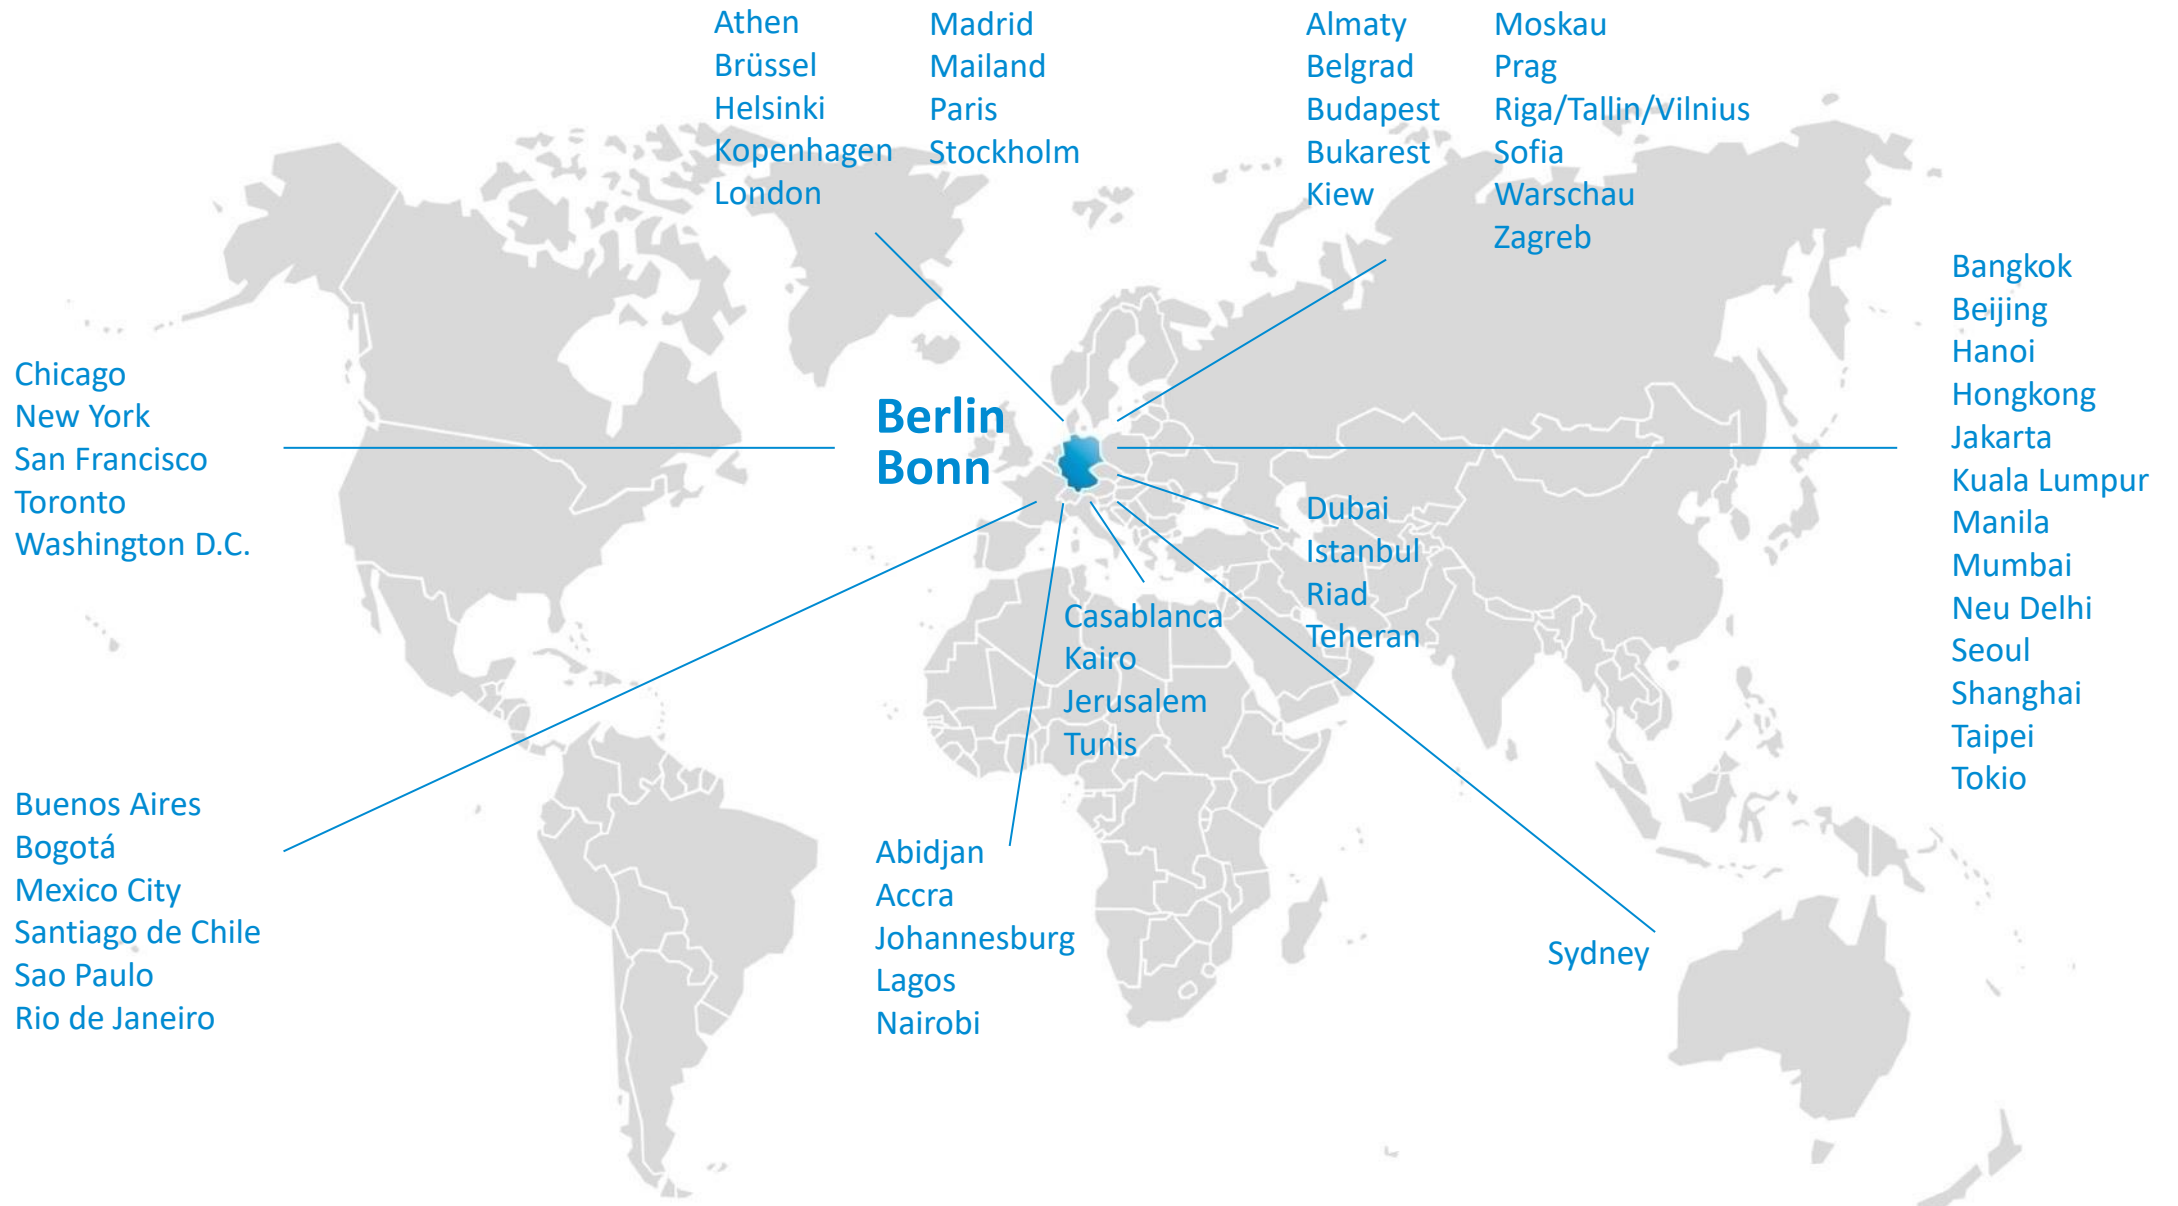 Athen
Brüssel
Helsinki
Kopenhagen
London
Madrid
Mailand
Paris
Stockholm
Almaty
Belgrad
Budapest
Bukarest
Kiew
Moskau
Prag
Riga/Tallin/Vilnius
Sofia
Warschau
Zagreb
Chicago
New York
San Francisco
Toronto
Washington D.C.
Berlin
Bonn
Bangkok
Beijing
Hanoi
Hongkong
Jakarta
Kuala Lumpur
Manila
Mumbai
Neu Delhi
Seoul
Shanghai
Taipei
Tokio
Dubai
Istanbul
Riad
Teheran
Casablanca
Kairo
Jerusalem
Tunis
Buenos Aires
Bogotá
Mexico City
Santiago de Chile
Sao Paulo
Rio de Janeiro
Abidjan
Accra
Johannesburg
Lagos
Nairobi
Sydney